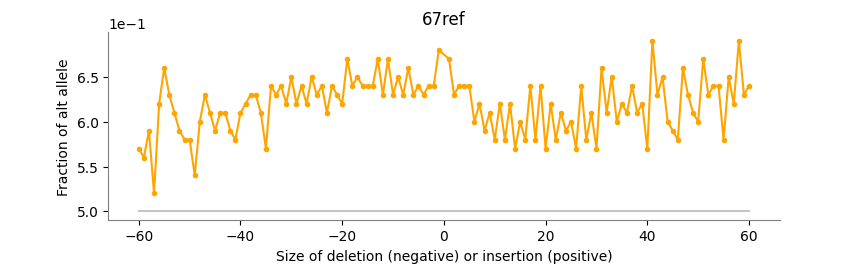 67ref
1e−1
Fraction of alt allele
6.5
6.0
5.5
5.0
−60 −40 −20 0 20 40 60
Size of deletion (negative) or insertion (positive)